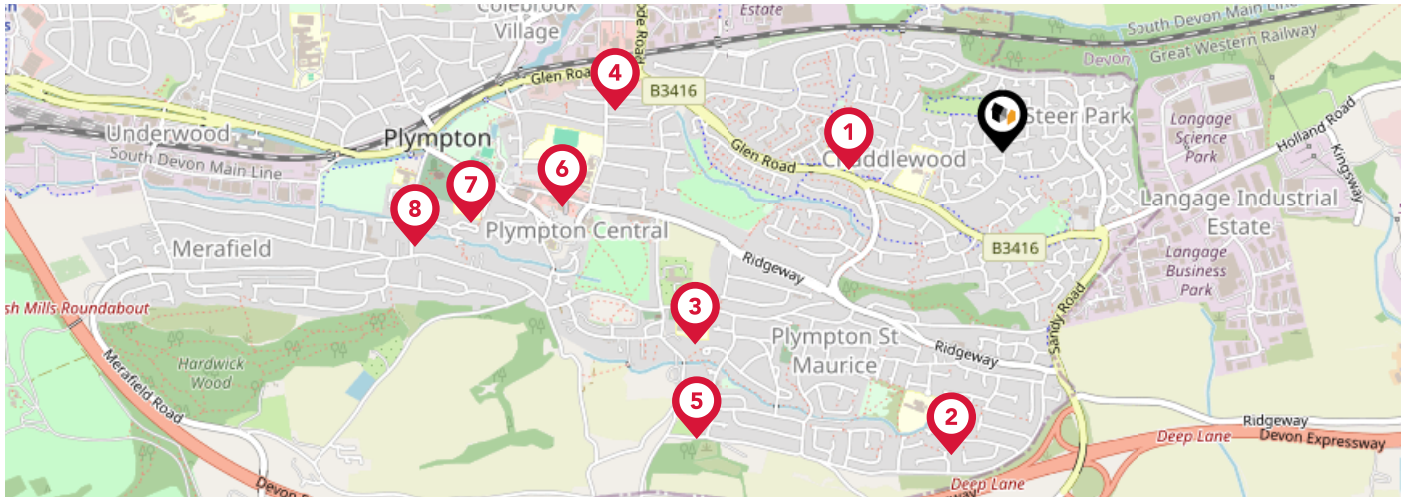 Colebrook
Village
Estate
South Devon Main Line
Great Western Railway
Devon
Glen Road
4
B3416
Underwood
South Devon Main Line
Plympton
1
Glen Road
Chaddlewood
Steer Park
Langage
Science
Park
Holland Road
Kingsway
6
7
8
Plympton Central
Merafield
Langage Industrial
Estate
B3416
Langage
Business
Park
Ridgeway
sh Mills Roundabout
3
Plympton St
Maurice
Ridgeway
Sandy Road
Hardwick
Wood
Merafield Road
5
2
Ridgeway
Deep Lane
Devon Expressway
Deep Lane